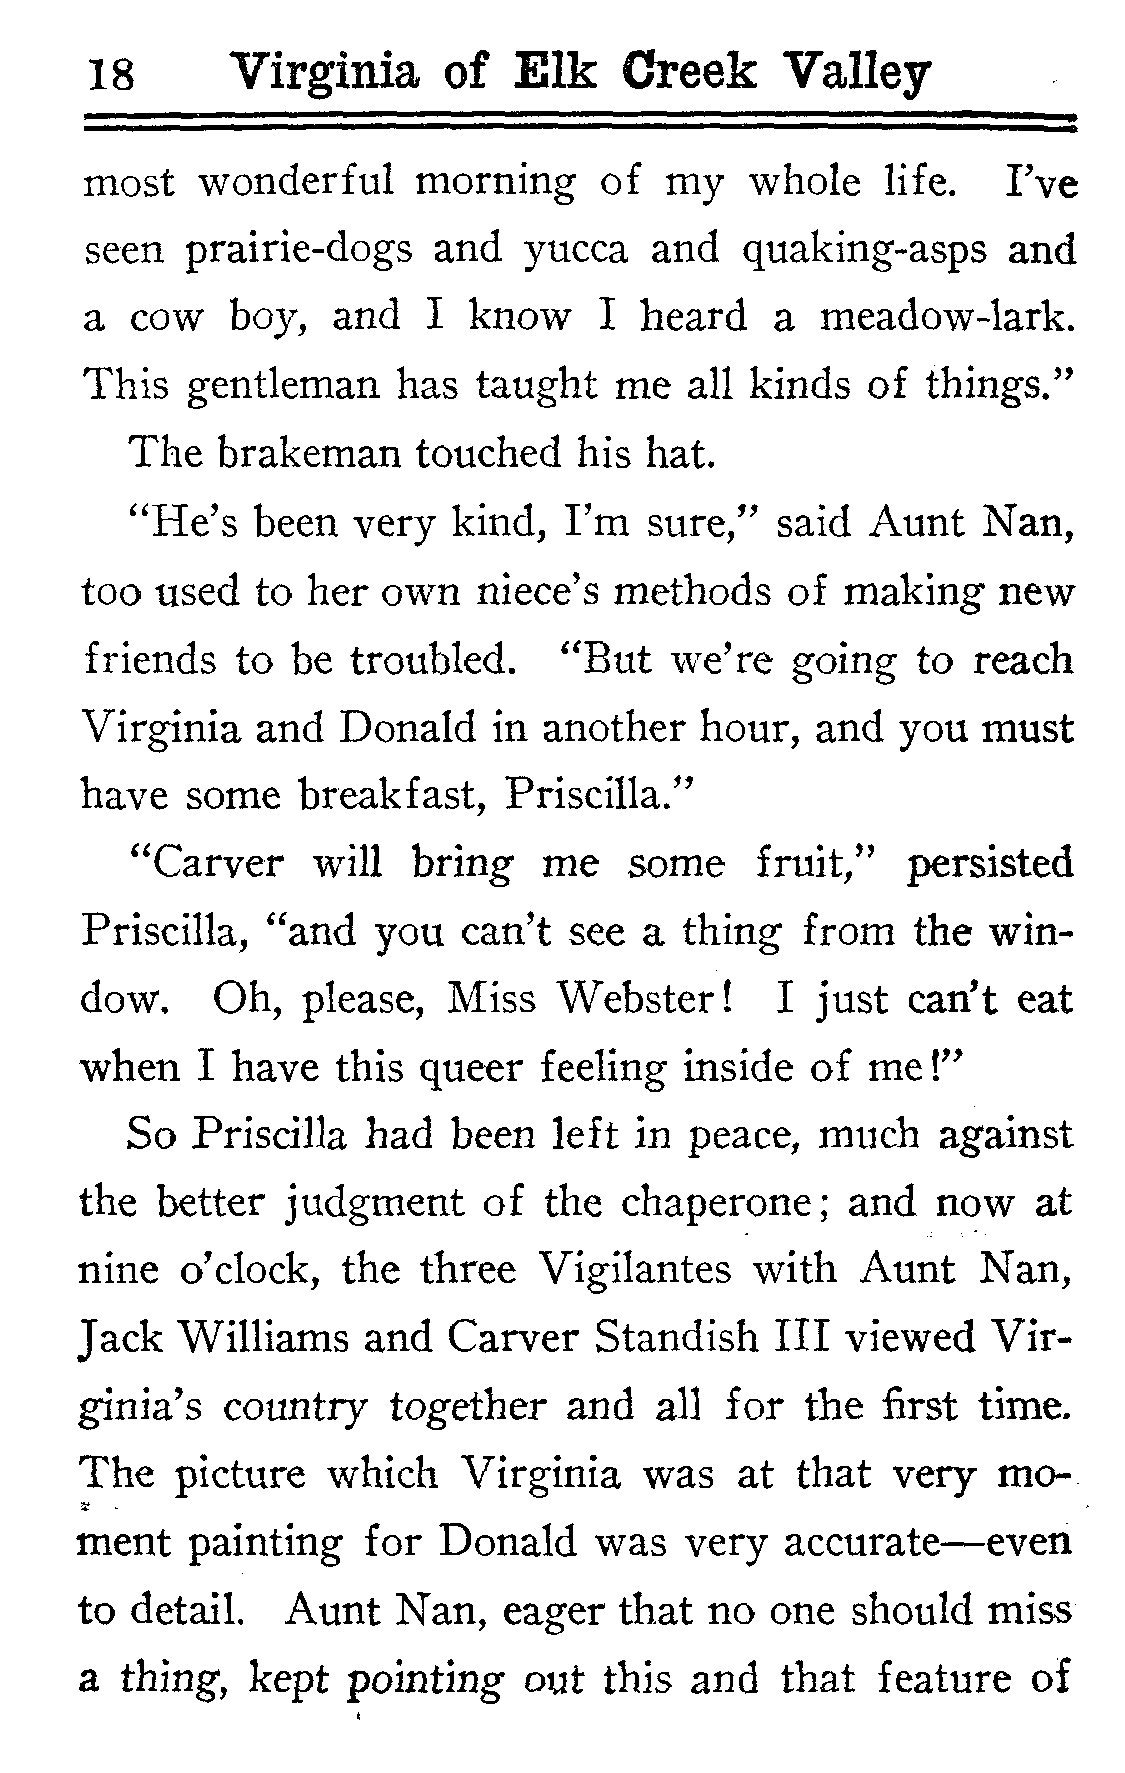 18 Virginia of Elk Creek Valley
most wonderful morning of my whole life. I've
seen prairie-dogs and yucca and quaking-asps and
a cow boy, and I know I heard a meadow-lark.
This gentleman has taught me all kinds of things."
The brakeman touched his hat.
"He's been very kind, I'm sure," said Aunt Nan,
too used to her own niece's methods of making new
friends to be troubled. "But we're going to reach
Virginia and Donald in another hour, and you must
have some breakfast, Priscilla."
"Carver will bring me some fruit," persisted
Priscilla, "and you can't see a thing from the win-
dow. Oh, please, Miss Webster! I just can't eat
when I have this queer feeling inside of me!"
So Priscilla had been left in peace, much against
the better judgment of the chaperone; and now at
nine o'clock, the three Vigilantes with Aunt Nan,
Jack Williams and Carver Standish III viewed Vir-
ginia's country together and all for the first time.
The picture which Virginia was at that very mo-
ment painting for Donald was very accurate—even
to detail. Aunt Nan, eager that no one should miss
a thing, kept pointing out this and that feature of